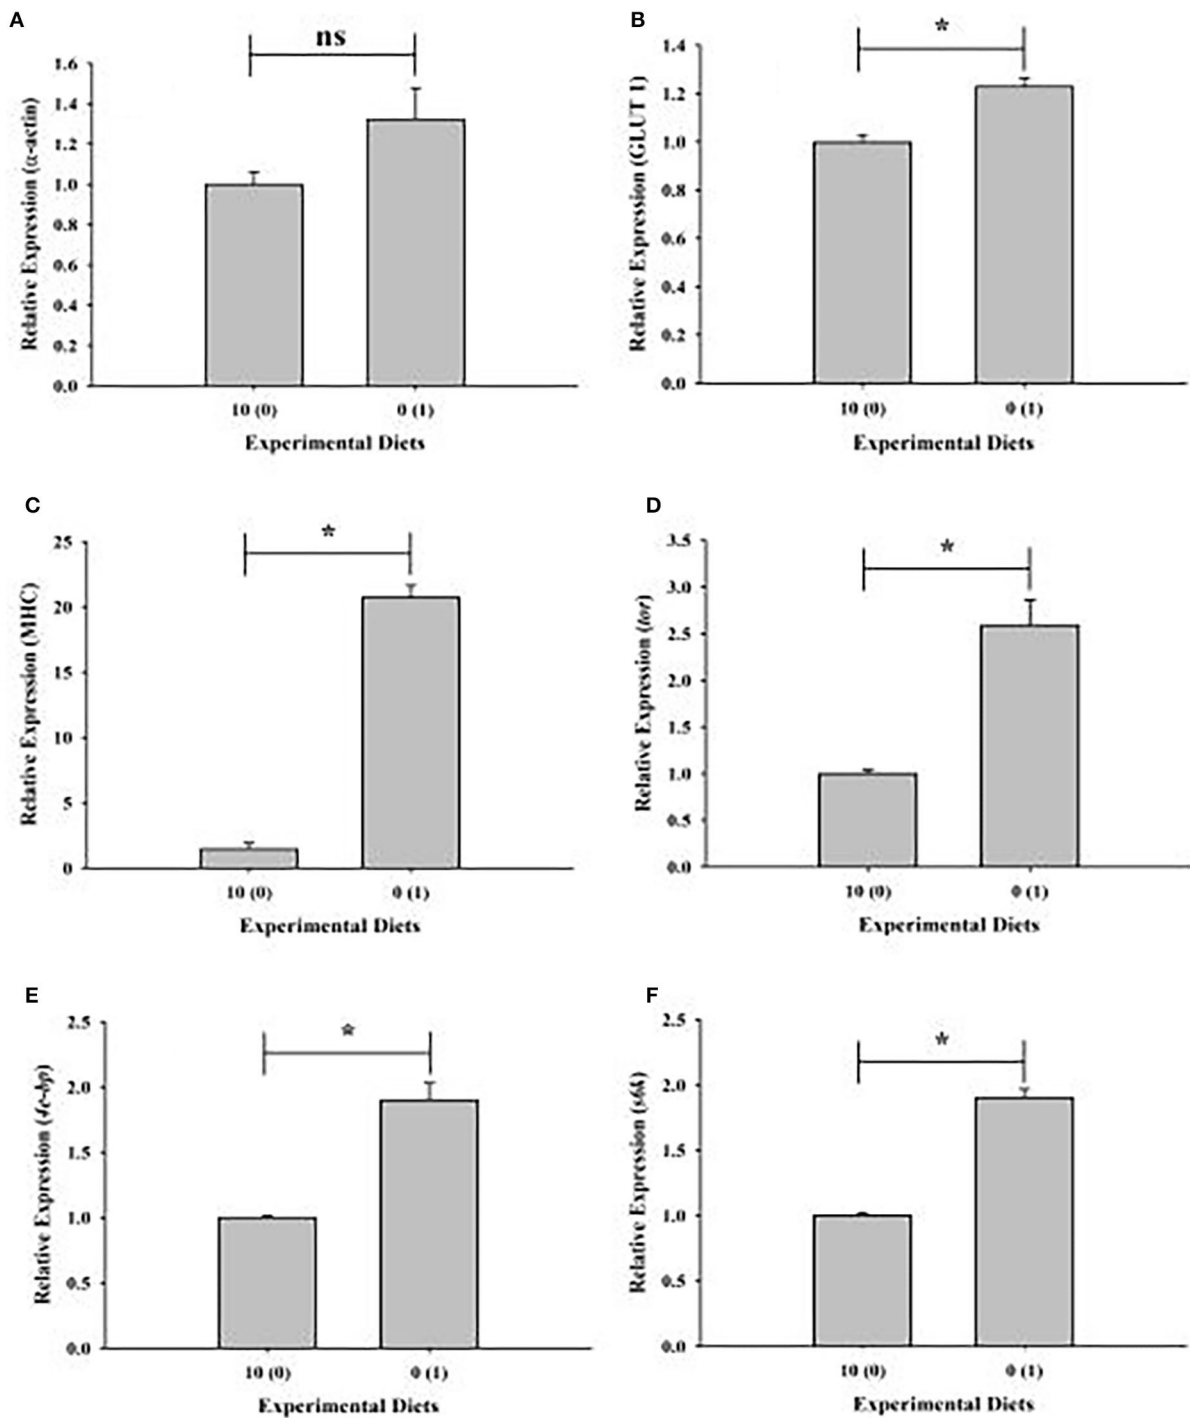 A
ns
1.6
1.4
1.2
1.0
0.8
0.6
0.4
0.2
0.0
Relative Expression (α-actin)
10 (0) 0 (1)
Experimental Diets
B
*
1.4
1.2
1.0
0.8
0.6
0.4
0.2
0.0
Relative Expression (GLUT 1)
10 (0) 0 (1)
Experimental Diets
C
*
25
20
15
10
5
0
Relative Expression (MHC)
10 (0) 0 (1)
Experimental Diets
D
*
3.5
3.0
2.5
2.0
1.5
1.0
0.5
0.0
Relative Expression (tor)
10 (0) 0 (1)
Experimental Diets
E
*
2.5
2.0
1.5
1.0
0.5
0.0
Relative Expression (4e-bp)
10 (0) 0 (1)
Experimental Diets
F
*
2.5
2.0
1.5
1.0
0.5
0.0
Relative Expression (s6k)
10 (0) 0 (1)
Experimental Diets